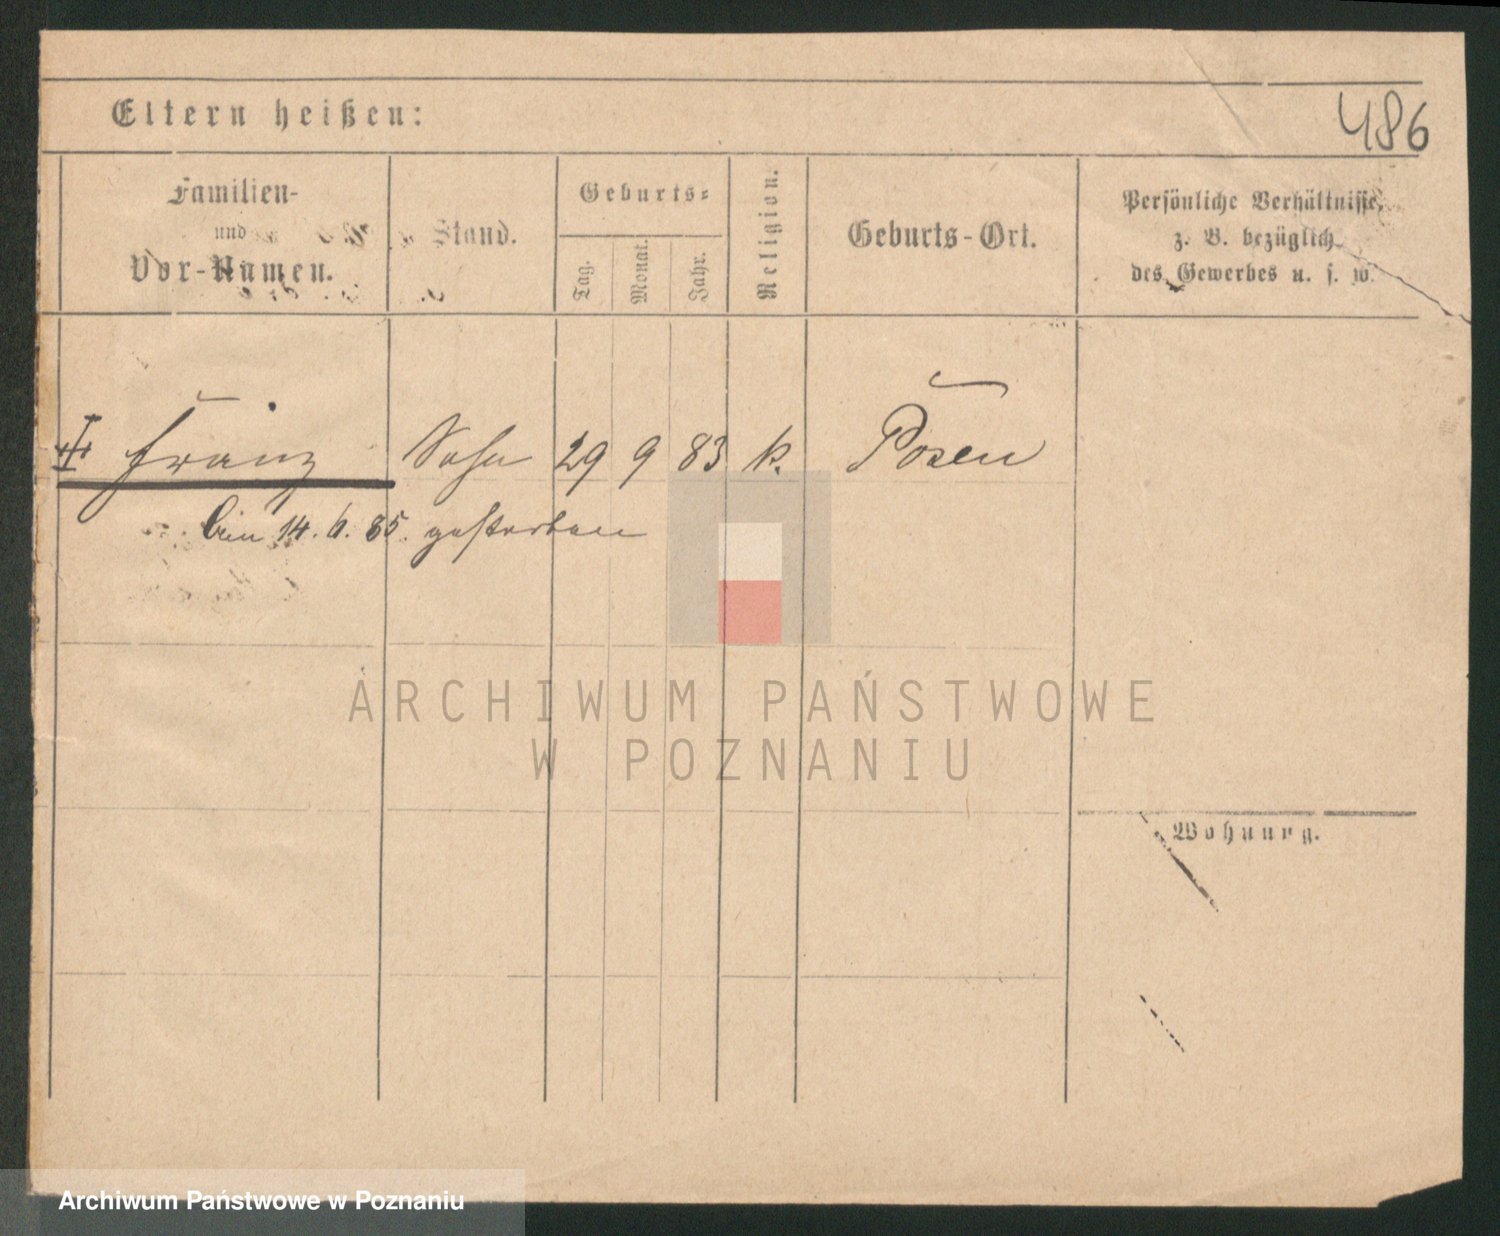 Eltern heißen:
486
Familien-
und
Vor-Namen.
Stand.
Geburts-
Tag.
Monat.
Jahr.
Religion.
Geburts-Ort.
Persönliche Verhältnisse,
z. B. bezüglich
des Gewerbes u. s. w.
Franz Sohn 29 9 83 k. Posen
14. 6. 85. gestorben
ARCHIWUM PAŃSTWOWE
W POZNANIU
Wohnung.
Archiwum Państwowe w Poznaniu